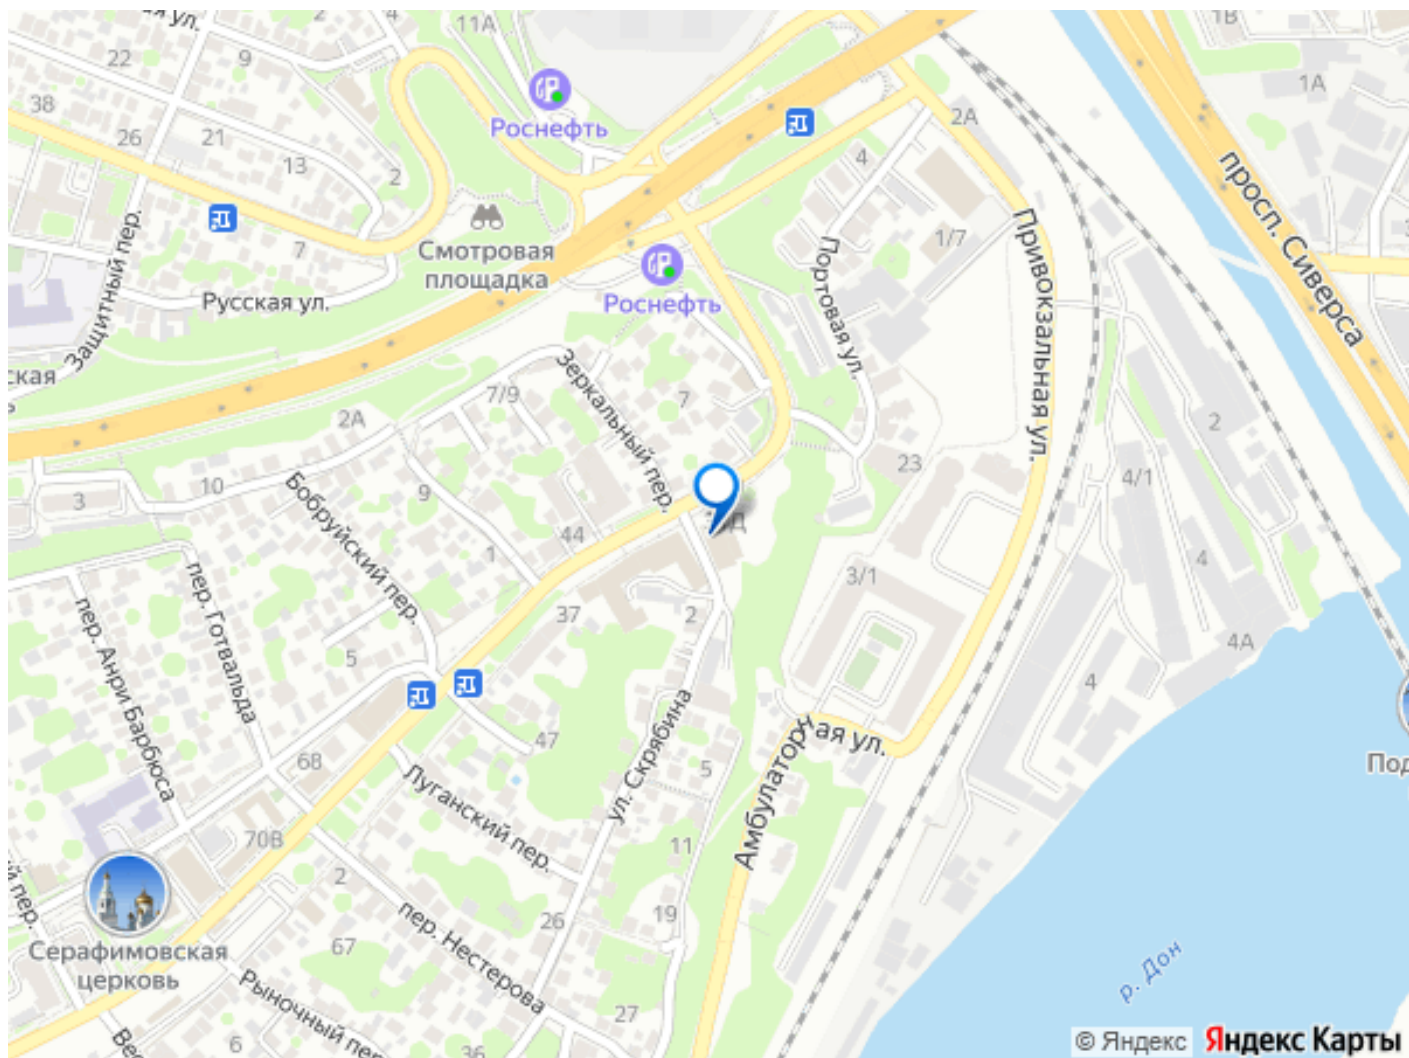 11А
4
1В
9
22
Роснефть
1А
38
2А
26
21
просп. Сиверса
13
2
4
Привокзальная ул.
Защитный пер.
7
Смотровая
площадка
1/7
Портовая ул.
Русская ул.
Роснефть
ская
Зеркальный пер.
7/9
7
2А
2
23
4/1
10
9
3
Бобруйский пер.
44
1
4
3/1
пер. Готвальда
пер. Анри Барбюса
37
2
4А
5
4
ул. Скрябина
47
Амбулаторная ул.
68
5
Под
Луганский пер.
70В
11
2
пер. Нестерова
26
19
Серафимовская
церковь
67
р. Дон
Рыночный пер.
27
6
36
© Яндекс
Яндекс Карты